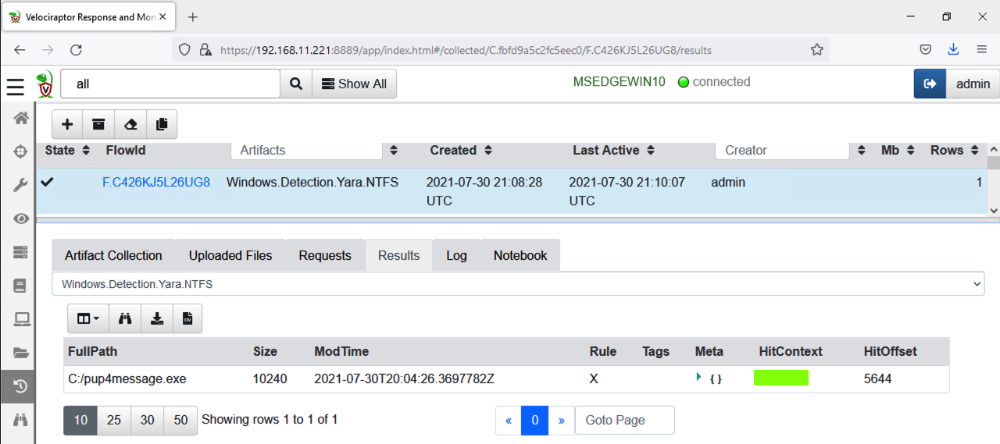 Velociraptor Response and Mon
https://192.168.11.221:8889/app/index.html#/collected/C.fbfd9a5c2fc5eec0/F.C426KJ5L26UG8/results
all
Show All
MSEDGEWIN10
connected
admin
State FlowId Artifacts Created Last Active Creator Mb Rows
F.C426KJ5L26UG8 Windows.Detection.Yara.NTFS 2021-07-30 21:08:28 2021-07-30 21:10:07 admin 1
UTC UTC
Artifact Collection Uploaded Files Requests Results Log Notebook
Windows.Detection.Yara.NTFS
CSV
FullPath Size ModTime Rule Tags Meta HitContext HitOffset
C:/pup4message.exe 10240 2021-07-30T20:04:26.3697782Z X { } 5644
10 25 30 50 Showing rows 1 to 1 of 1 « 0 » Goto Page